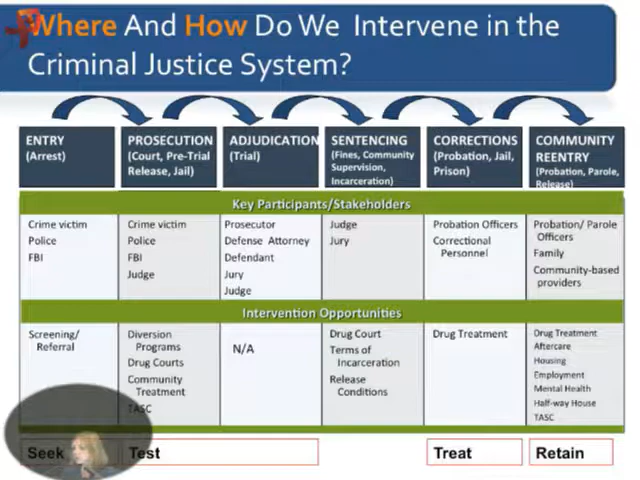 Where And How Do We Intervene in the
Criminal Justice System?
ENTRY
(Arrest)
PROSECUTION
(Court, Pre-Trial
Release, Jail)
ADJUDICATION
(Trial)
SENTENCING
(Fines, Community
Supervision,
Incarceration)
CORRECTIONS
(Probation, Jail,
Prison)
COMMUNITY
REENTRY
(Probation, Parole,
Release)
Key Participants/Stakeholders
Crime victim
Police
FBI
Crime victim
Police
FBI
Judge
Prosecutor
Defense Attorney
Defendant
Jury
Judge
Judge
Jury
Probation Officers
Correctional
Personnel
Probation/ Parole
Officers
Family
Community-based
providers
Intervention Opportunities
Screening/
Referral
Diversion
Programs
Drug Courts
Community
Treatment
TASC
N/A
Drug Court
Terms of
Incarceration
Release
Conditions
Drug Treatment
Drug Treatment
Aftercare
Housing
Employment
Mental Health
Half-way House
TASC
Seek
Test
Treat
Retain